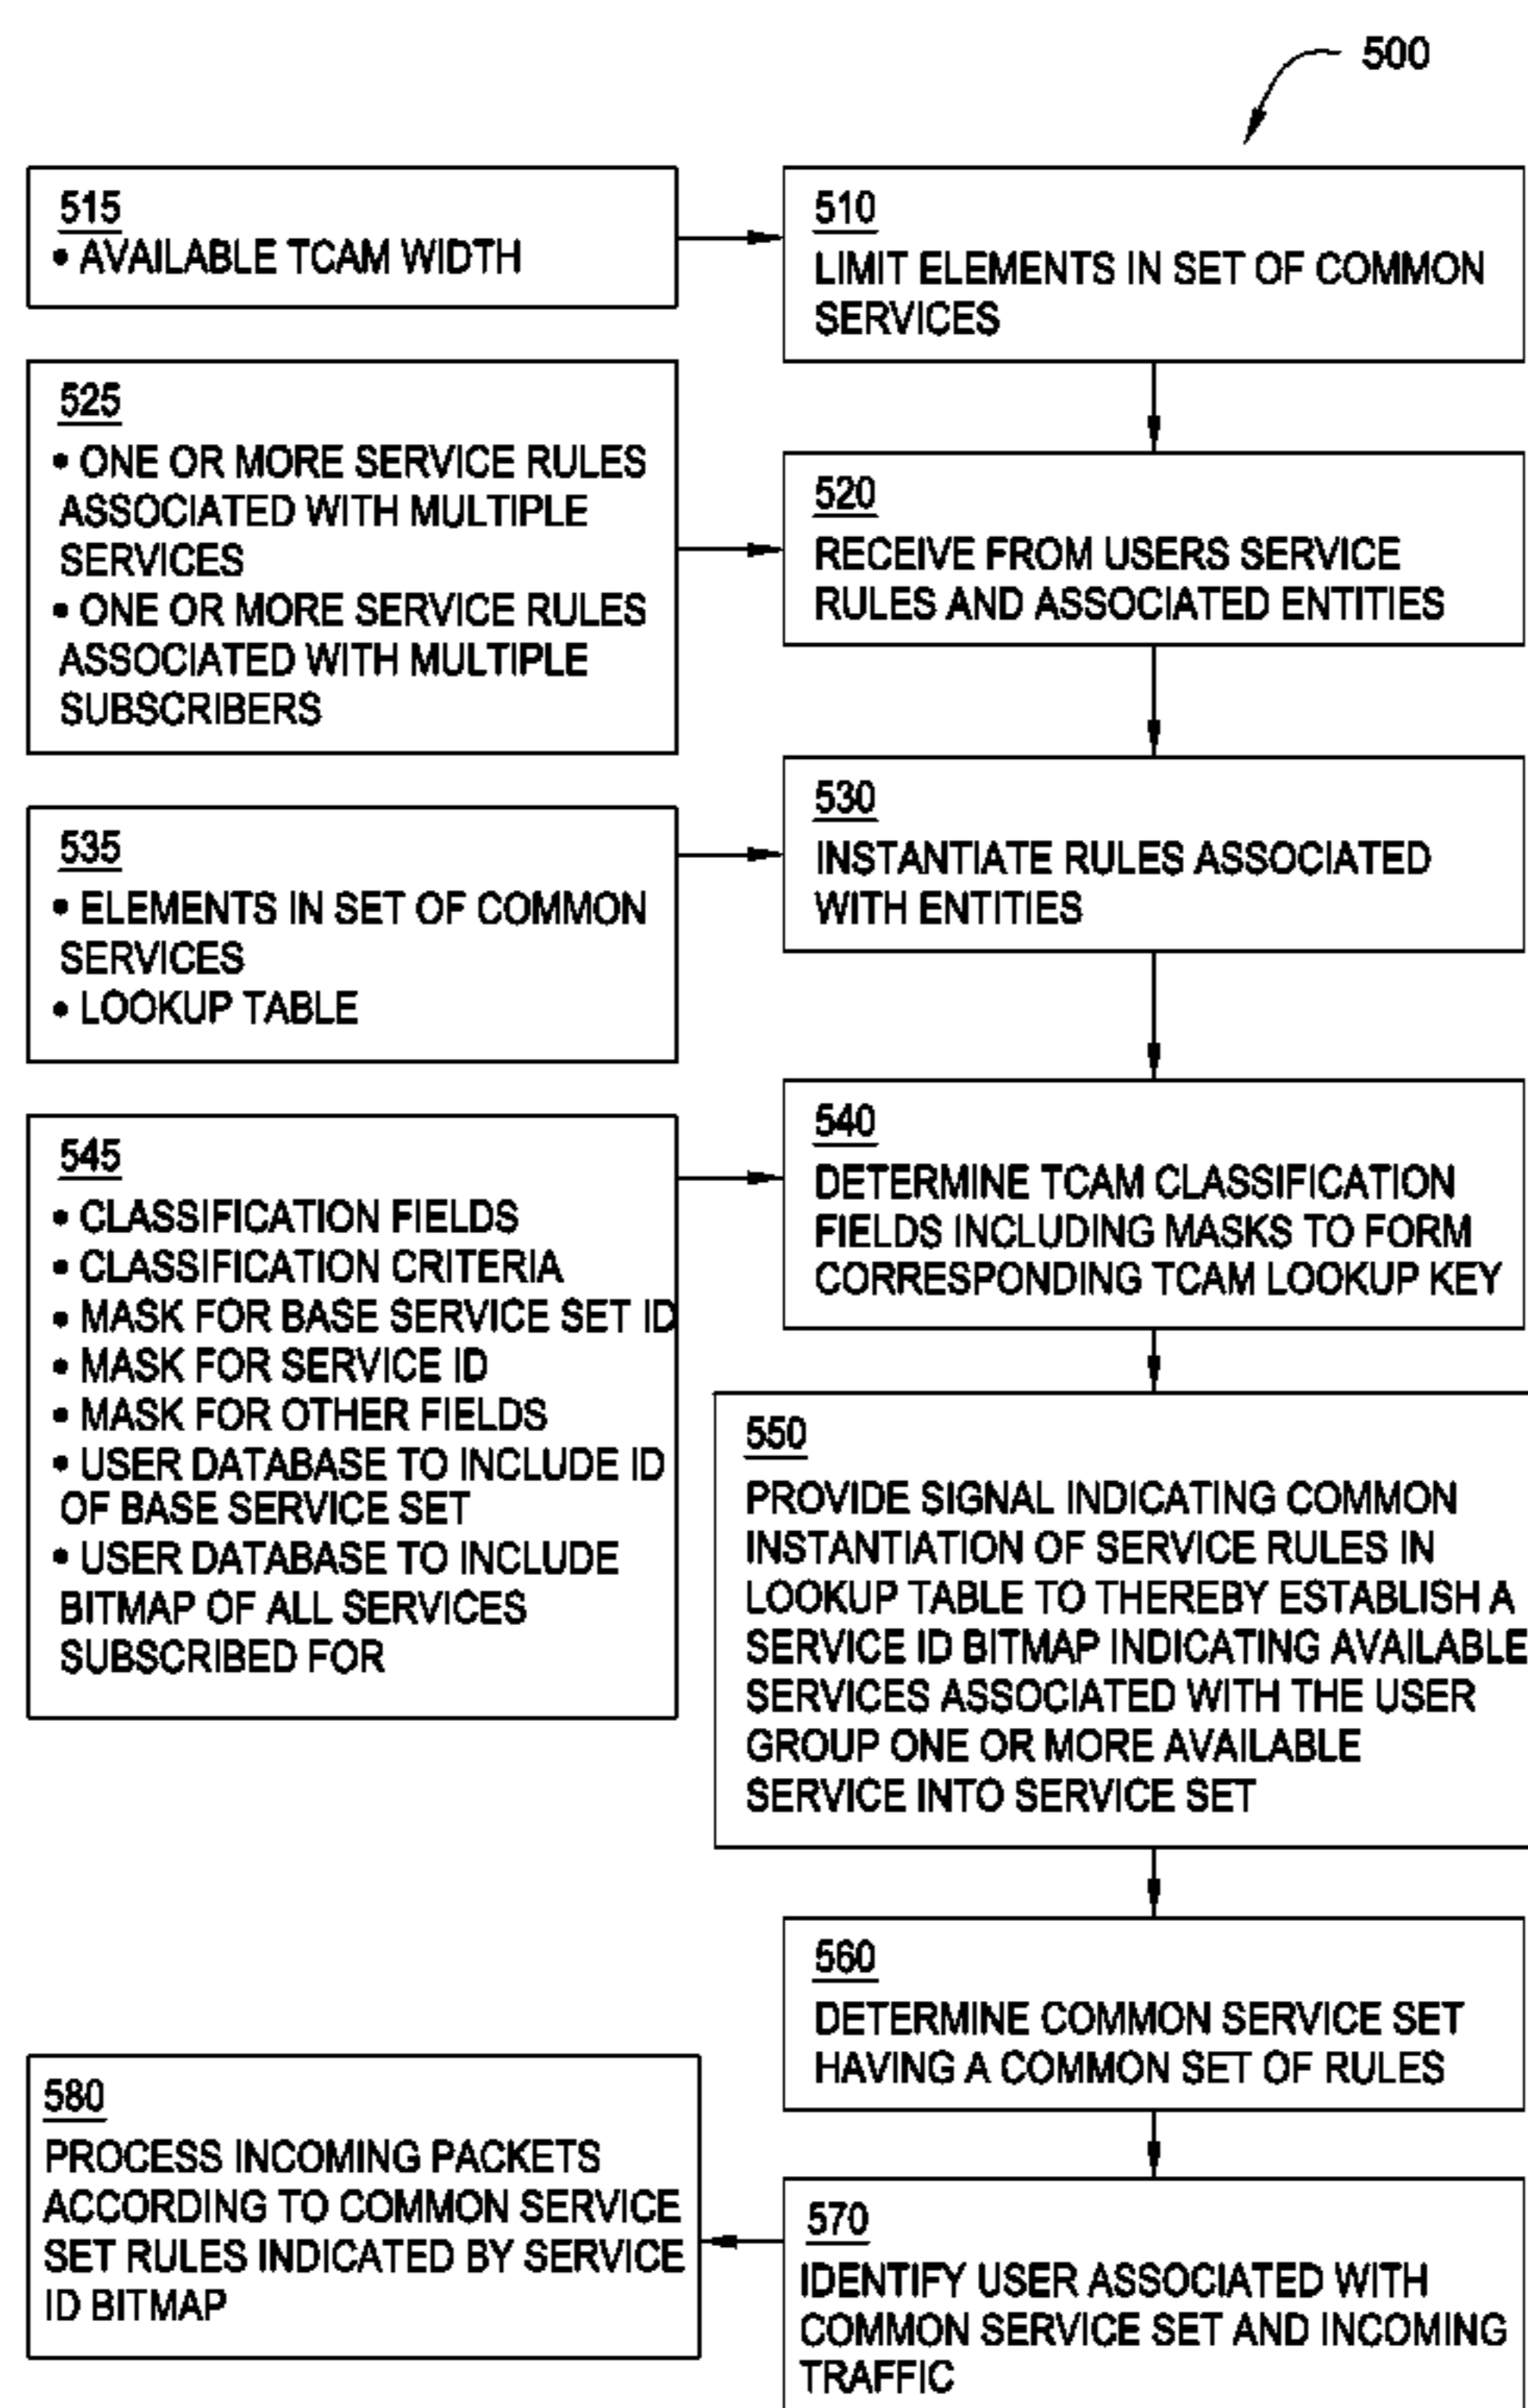 500
515
• AVAILABLE TCAM WIDTH
510
LIMIT ELEMENTS IN SET OF COMMON
SERVICES
525
• ONE OR MORE SERVICE RULES
ASSOCIATED WITH MULTIPLE
SERVICES
• ONE OR MORE SERVICE RULES
ASSOCIATED WITH MULTIPLE
SUBSCRIBERS
520
RECEIVE FROM USERS SERVICE
RULES AND ASSOCIATED ENTITIES
535
• ELEMENTS IN SET OF COMMON
SERVICES
• LOOKUP TABLE
530
INSTANTIATE RULES ASSOCIATED
WITH ENTITIES
545
• CLASSIFICATION FIELDS
• CLASSIFICATION CRITERIA
• MASK FOR BASE SERVICE SET ID
• MASK FOR SERVICE ID
• MASK FOR OTHER FIELDS
• USER DATABASE TO INCLUDE ID
OF BASE SERVICE SET
• USER DATABASE TO INCLUDE
BITMAP OF ALL SERVICES
SUBSCRIBED FOR
540
DETERMINE TCAM CLASSIFICATION
FIELDS INCLUDING MASKS TO FORM
CORRESPONDING TCAM LOOKUP KEY
550
PROVIDE SIGNAL INDICATING COMMON
INSTANTIATION OF SERVICE RULES IN
LOOKUP TABLE TO THEREBY ESTABLISH A
SERVICE ID BITMAP INDICATING AVAILABLE
SERVICES ASSOCIATED WITH THE USER
GROUP ONE OR MORE AVAILABLE
SERVICE INTO SERVICE SET
560
DETERMINE COMMON SERVICE SET
HAVING A COMMON SET OF RULES
570
IDENTIFY USER ASSOCIATED WITH
COMMON SERVICE SET AND INCOMING
TRAFFIC
580
PROCESS INCOMING PACKETS
ACCORDING TO COMMON SERVICE
SET RULES INDICATED BY SERVICE
ID BITMAP